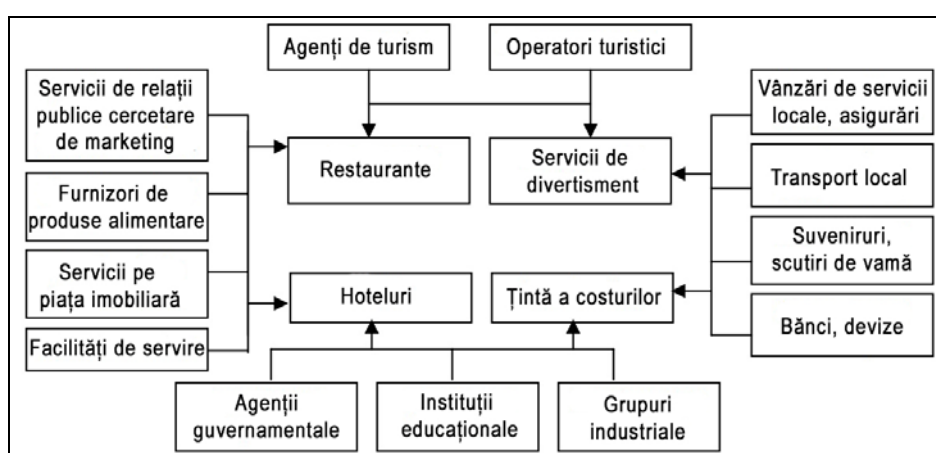 Agenți de turism
Operatori turistici
Servicii de relații
publice cercetare
de marketing
Vânzări de servicii
locale, asigurări
Restaurante
Servicii de
divertisment
Transport local
Furnizori de
produse alimentare
Suveniruri,
scutiri de vamă
Servicii pe
piața imobiliară
Hoteluri
Țintă a costurilor
Bănci, devize
Facilități de servire
Agenții
guvernamentale
Instituții
educaționale
Grupuri
industriale